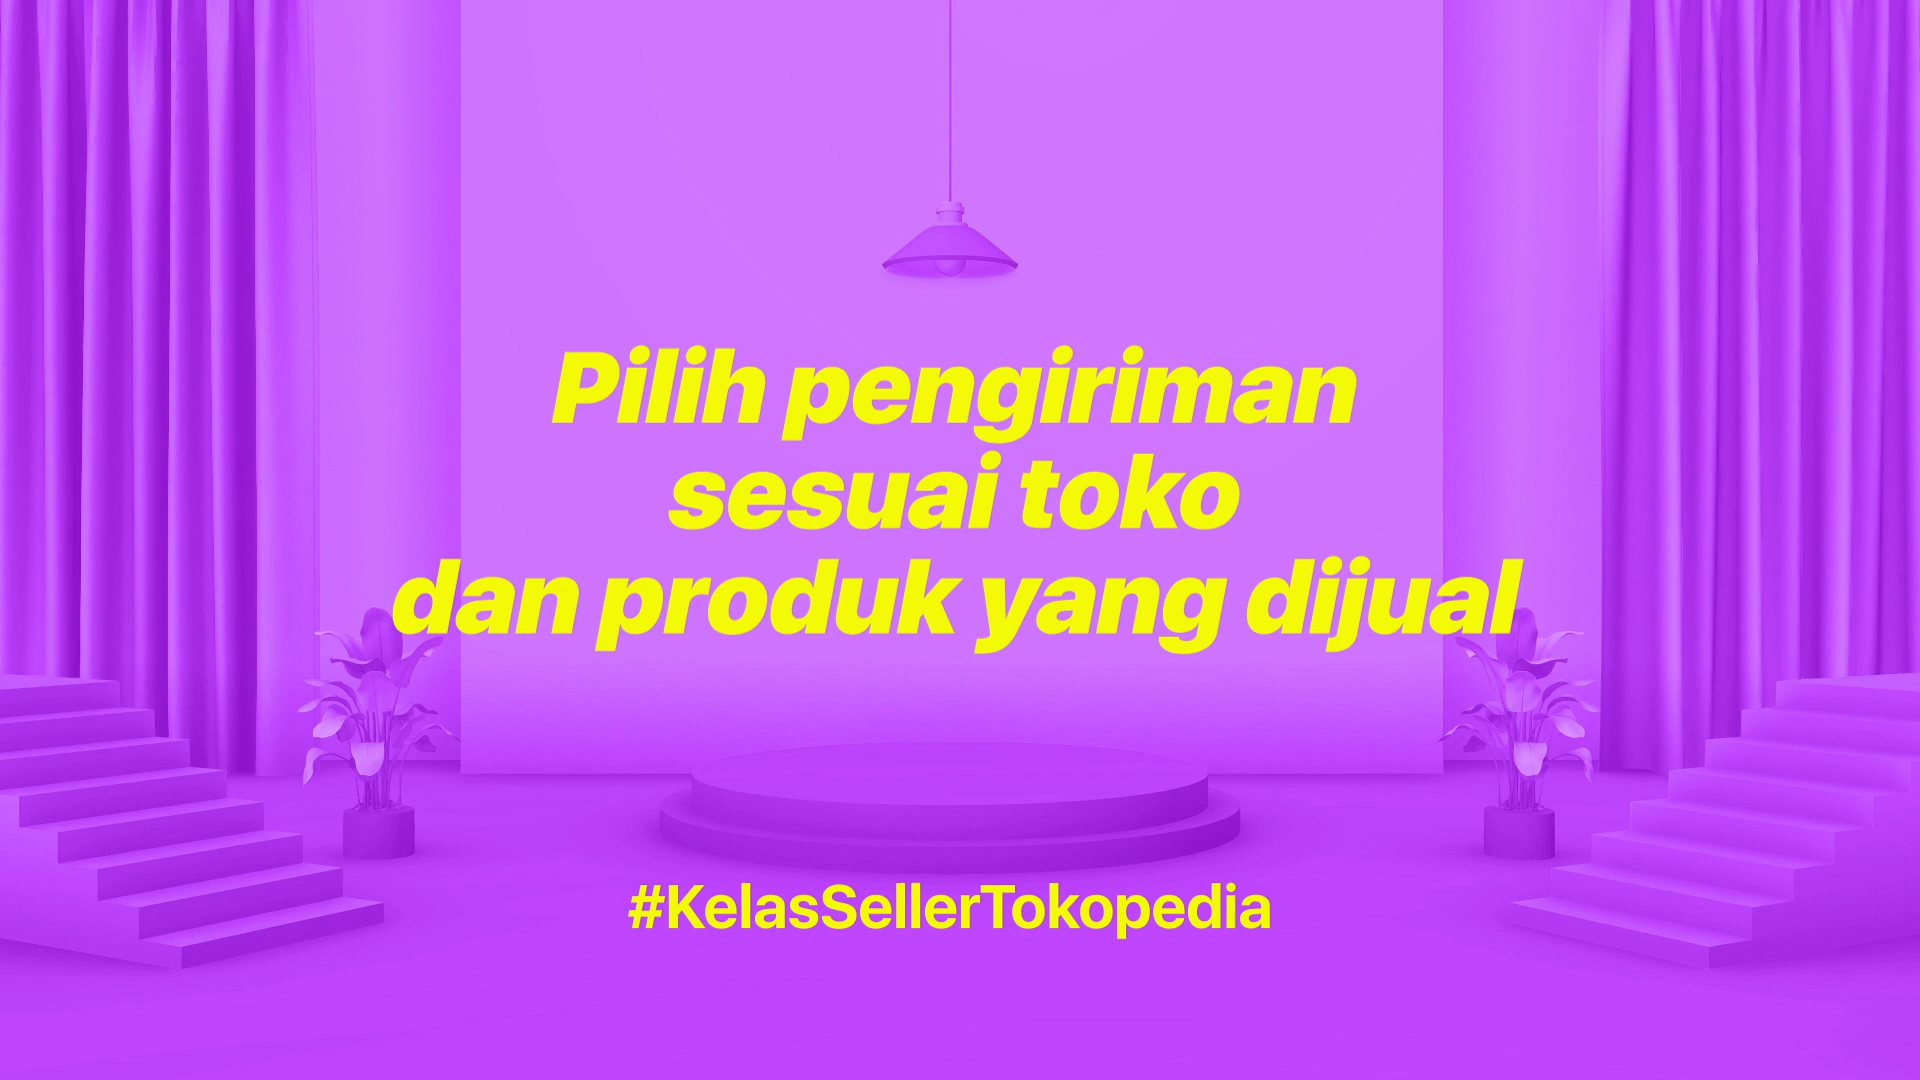 Pilih pengiriman
sesuai toko
dan produk yang dijual
#KelasSellerTokopedia